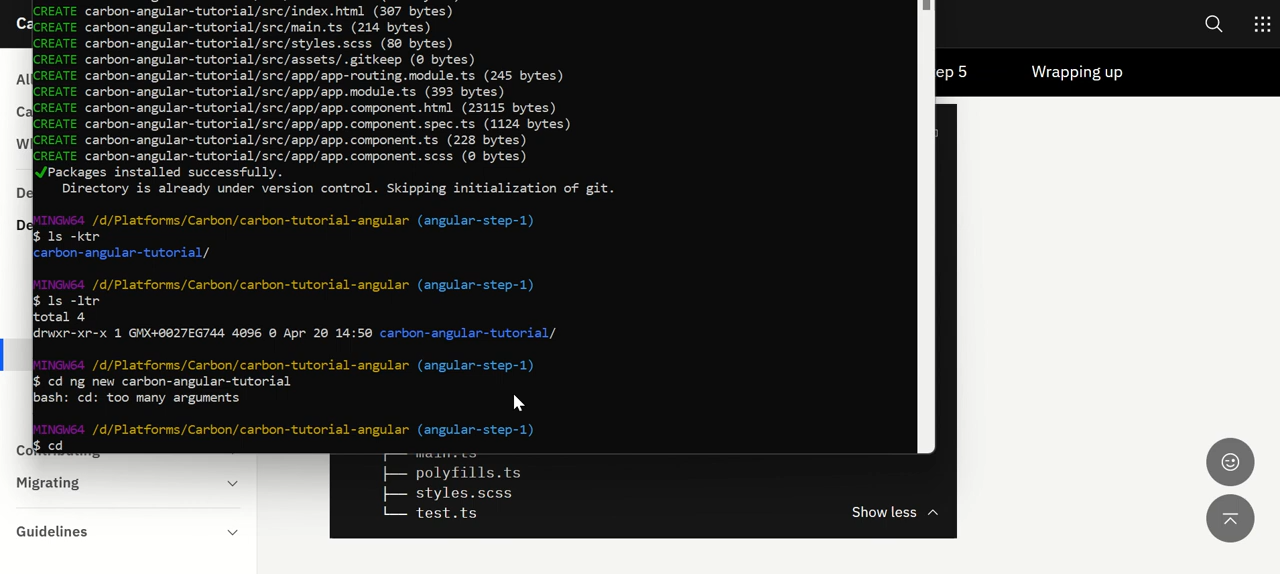 Ca
CREATE carbon-angular-tutorial/src/index.html (307 bytes)
CREATE carbon-angular-tutorial/src/main.ts (214 bytes)
CREATE carbon-angular-tutorial/src/styles.scss (80 bytes)
CREATE carbon-angular-tutorial/src/assets/.gitkeep (0 bytes)
CREATE carbon-angular-tutorial/src/app/app-routing.module.ts (245 bytes)
CREATE carbon-angular-tutorial/src/app/app.module.ts (393 bytes)
CREATE carbon-angular-tutorial/src/app/app.component.html (23115 bytes)
CREATE carbon-angular-tutorial/src/app/app.component.spec.ts (1124 bytes)
CREATE carbon-angular-tutorial/src/app/app.component.ts (228 bytes)
CREATE carbon-angular-tutorial/src/app/app.component.scss (0 bytes)
✓Packages installed successfully.
Directory is already under version control. Skipping initialization of git.
MINGW64 /d/Platforms/Carbon/carbon-tutorial-angular (angular-step-1)
$ ls -ktr
carbon-angular-tutorial/
MINGW64 /d/Platforms/Carbon/carbon-tutorial-angular (angular-step-1)
$ ls -ltr
total 4
drwxr-xr-x 1 GMX+0027EG744 4096 0 Apr 20 14:50 carbon-angular-tutorial/
MINGW64 /d/Platforms/Carbon/carbon-tutorial-angular (angular-step-1)
$ cd ng new carbon-angular-tutorial
bash: cd: too many arguments
MINGW64 /d/Platforms/Carbon/carbon-tutorial-angular (angular-step-1)
$ cd
ep 5
Wrapping up
All
Ca
De
De
Contributing
Migrating
Guidelines
├── main.ts
├── polyfills.ts
├── styles.scss
└── test.ts
Show less